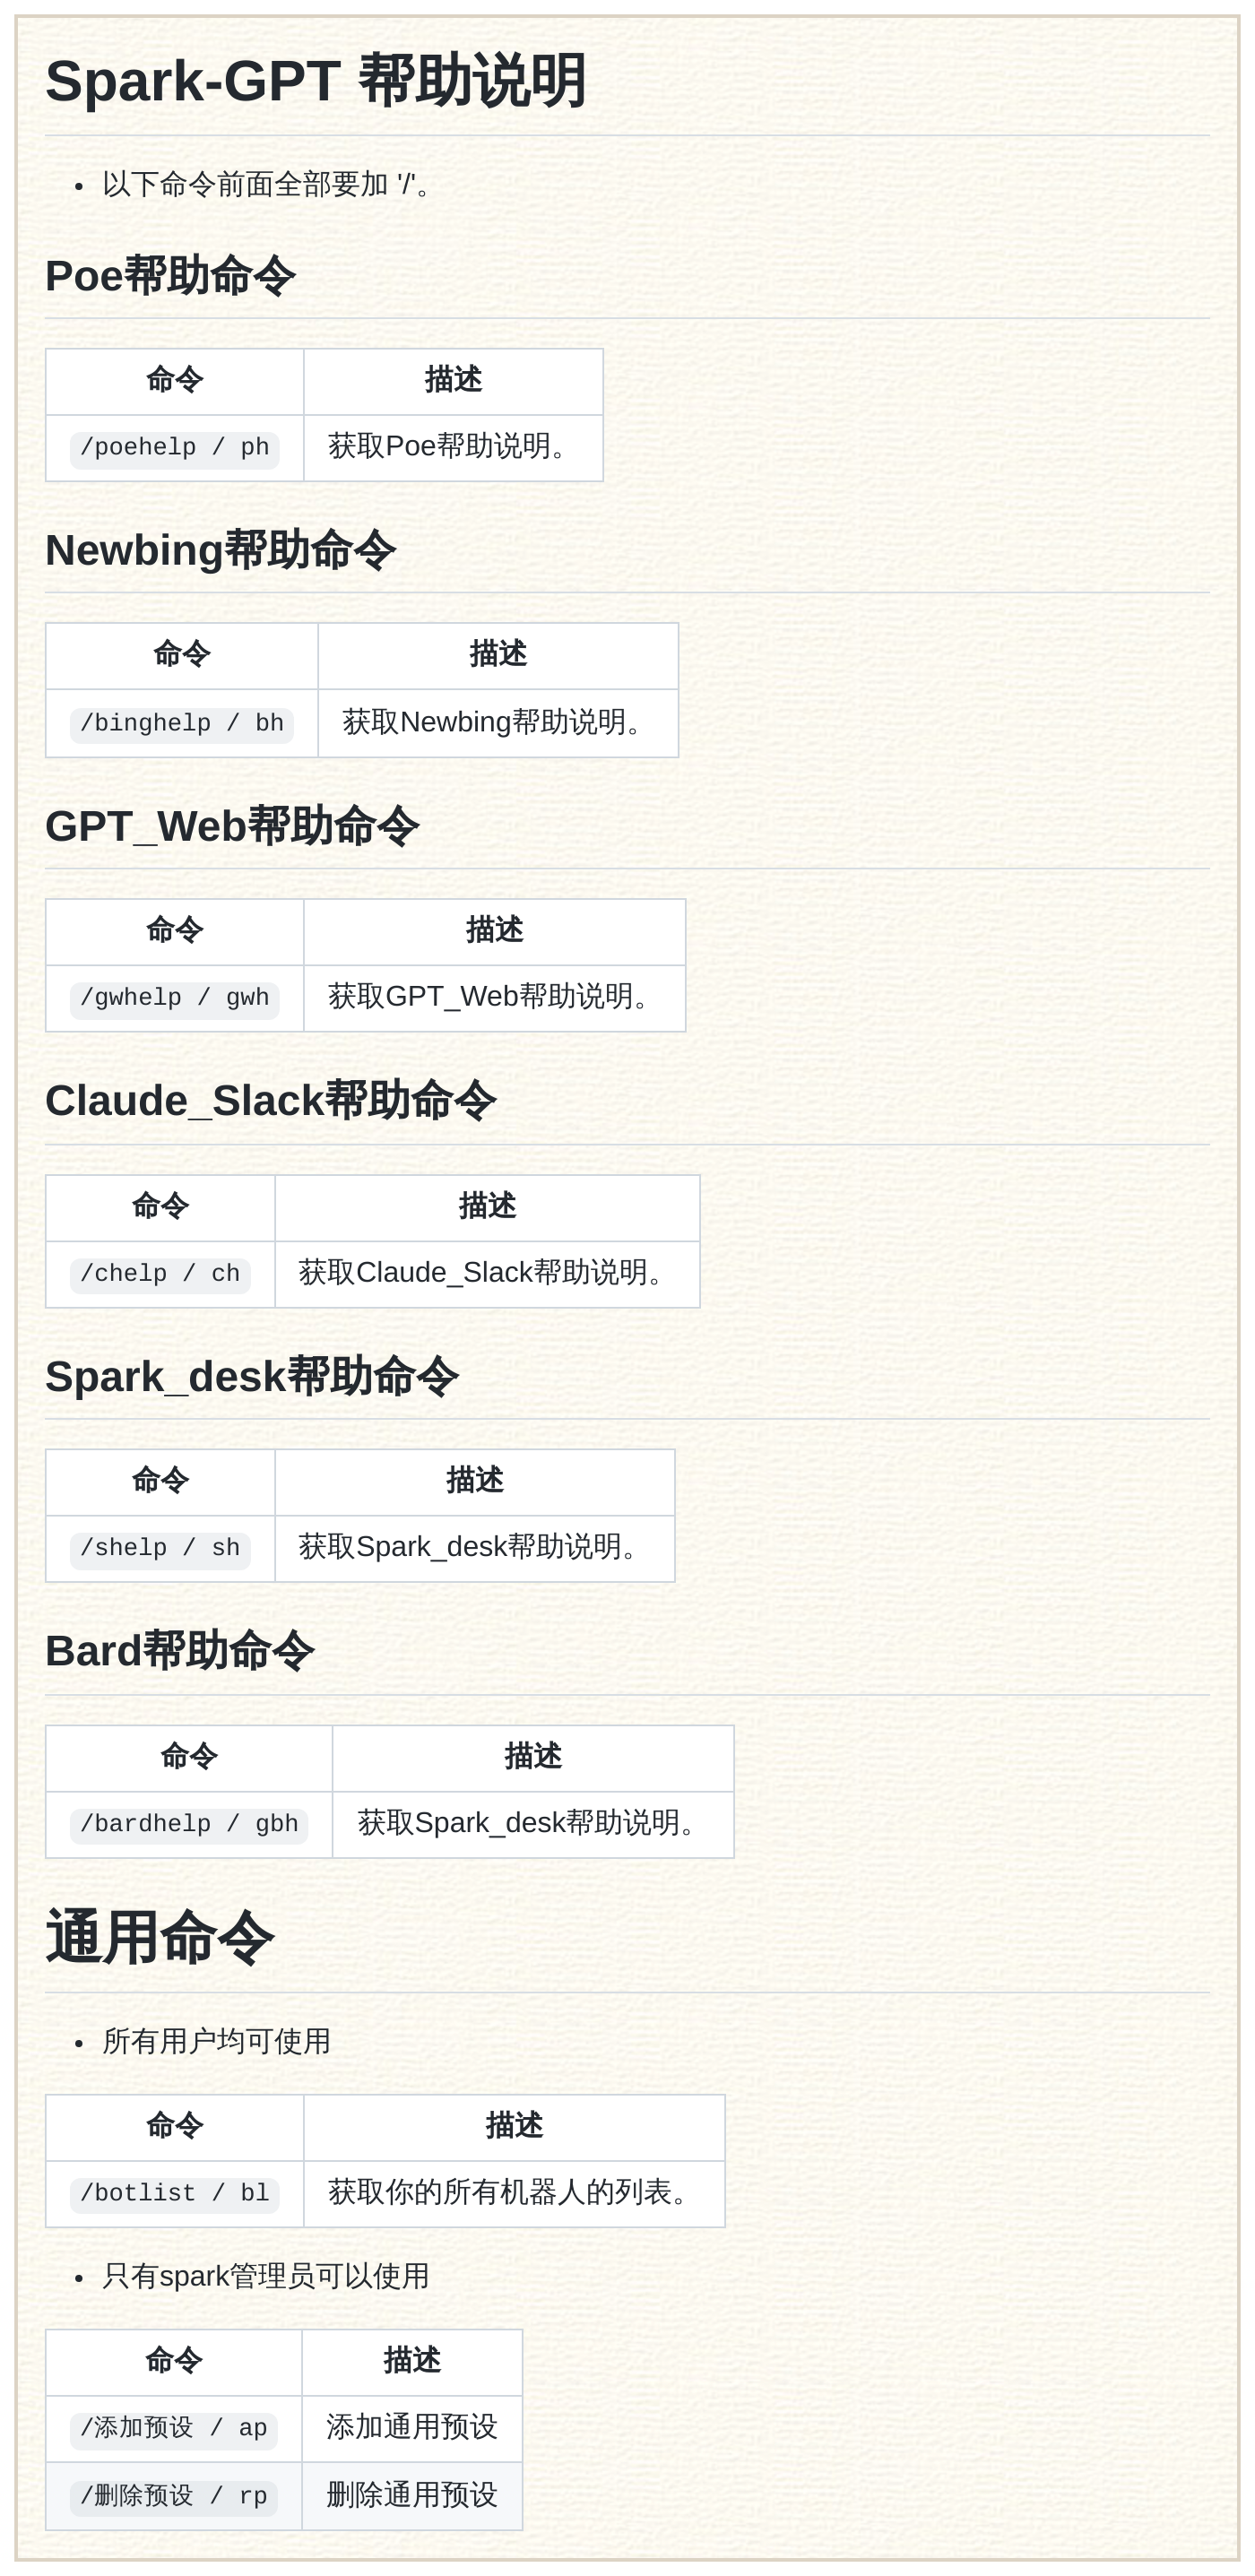 Spark-GPT 帮助说明
以下命令前面全部要加 '/'。
Poe帮助命令
命令 描述
/poehelp / ph 获取Poe帮助说明。
Newbing帮助命令
命令 描述
/binghelp / bh 获取Newbing帮助说明。
GPT_Web帮助命令
命令 描述
/gwhelp / gwh 获取GPT_Web帮助说明。
Claude_Slack帮助命令
命令 描述
/chelp / ch 获取Claude_Slack帮助说明。
Spark_desk帮助命令
命令 描述
/shelp / sh 获取Spark_desk帮助说明。
Bard帮助命令
命令 描述
/bardhelp / gbh 获取Spark_desk帮助说明。
通用命令
所有用户均可使用
命令 描述
/botlist / bl 获取你的所有机器人的列表。
只有spark管理员可以使用
命令 描述
/添加预设 / ap 添加通用预设
/删除预设 / rp 删除通用预设